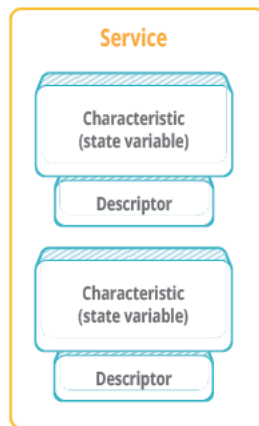 Service
Characteristic
(state variable)
Descriptor
Characteristic
(state variable)
Descriptor